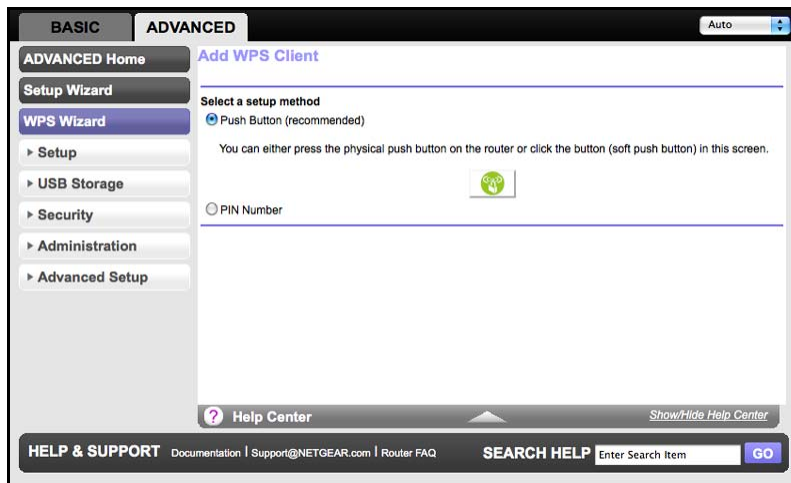 BASIC
ADVANCED
Auto
ADVANCED Home
Setup Wizard
WPS Wizard
Setup
USB Storage
Security
Administration
Advanced Setup
Add WPS Client
Select a setup method
Push Button (recommended)
You can either press the physical push button on the router or click the button (soft push button) in this screen.
PIN Number
? Help Center
Show/Hide Help Center
HELP & SUPPORT Documentation | Support@NETGEAR.com | Router FAQ
SEARCH HELP Enter Search Item GO